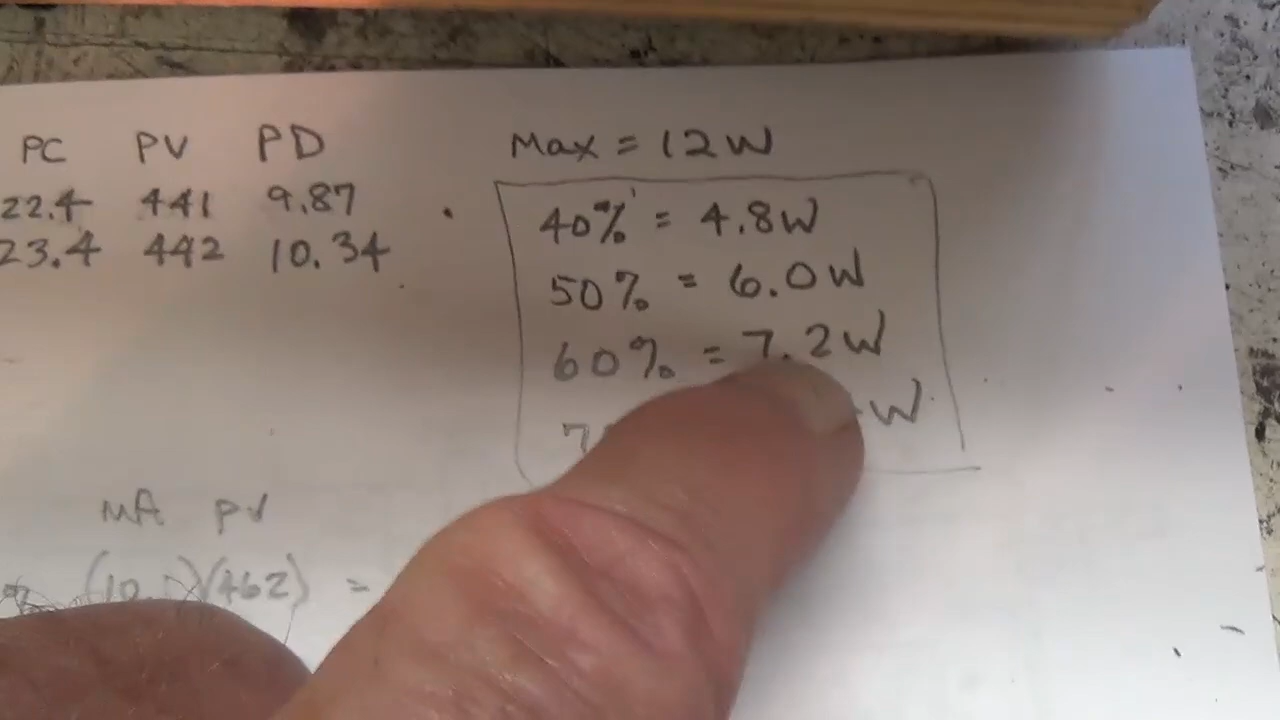 PC PV PD
22.4 441 9.87
23.4 442 10.34
Max = 12W
40% = 4.8W
50% = 6.0W
60% = 7.2W
W
MA PV
(462) =